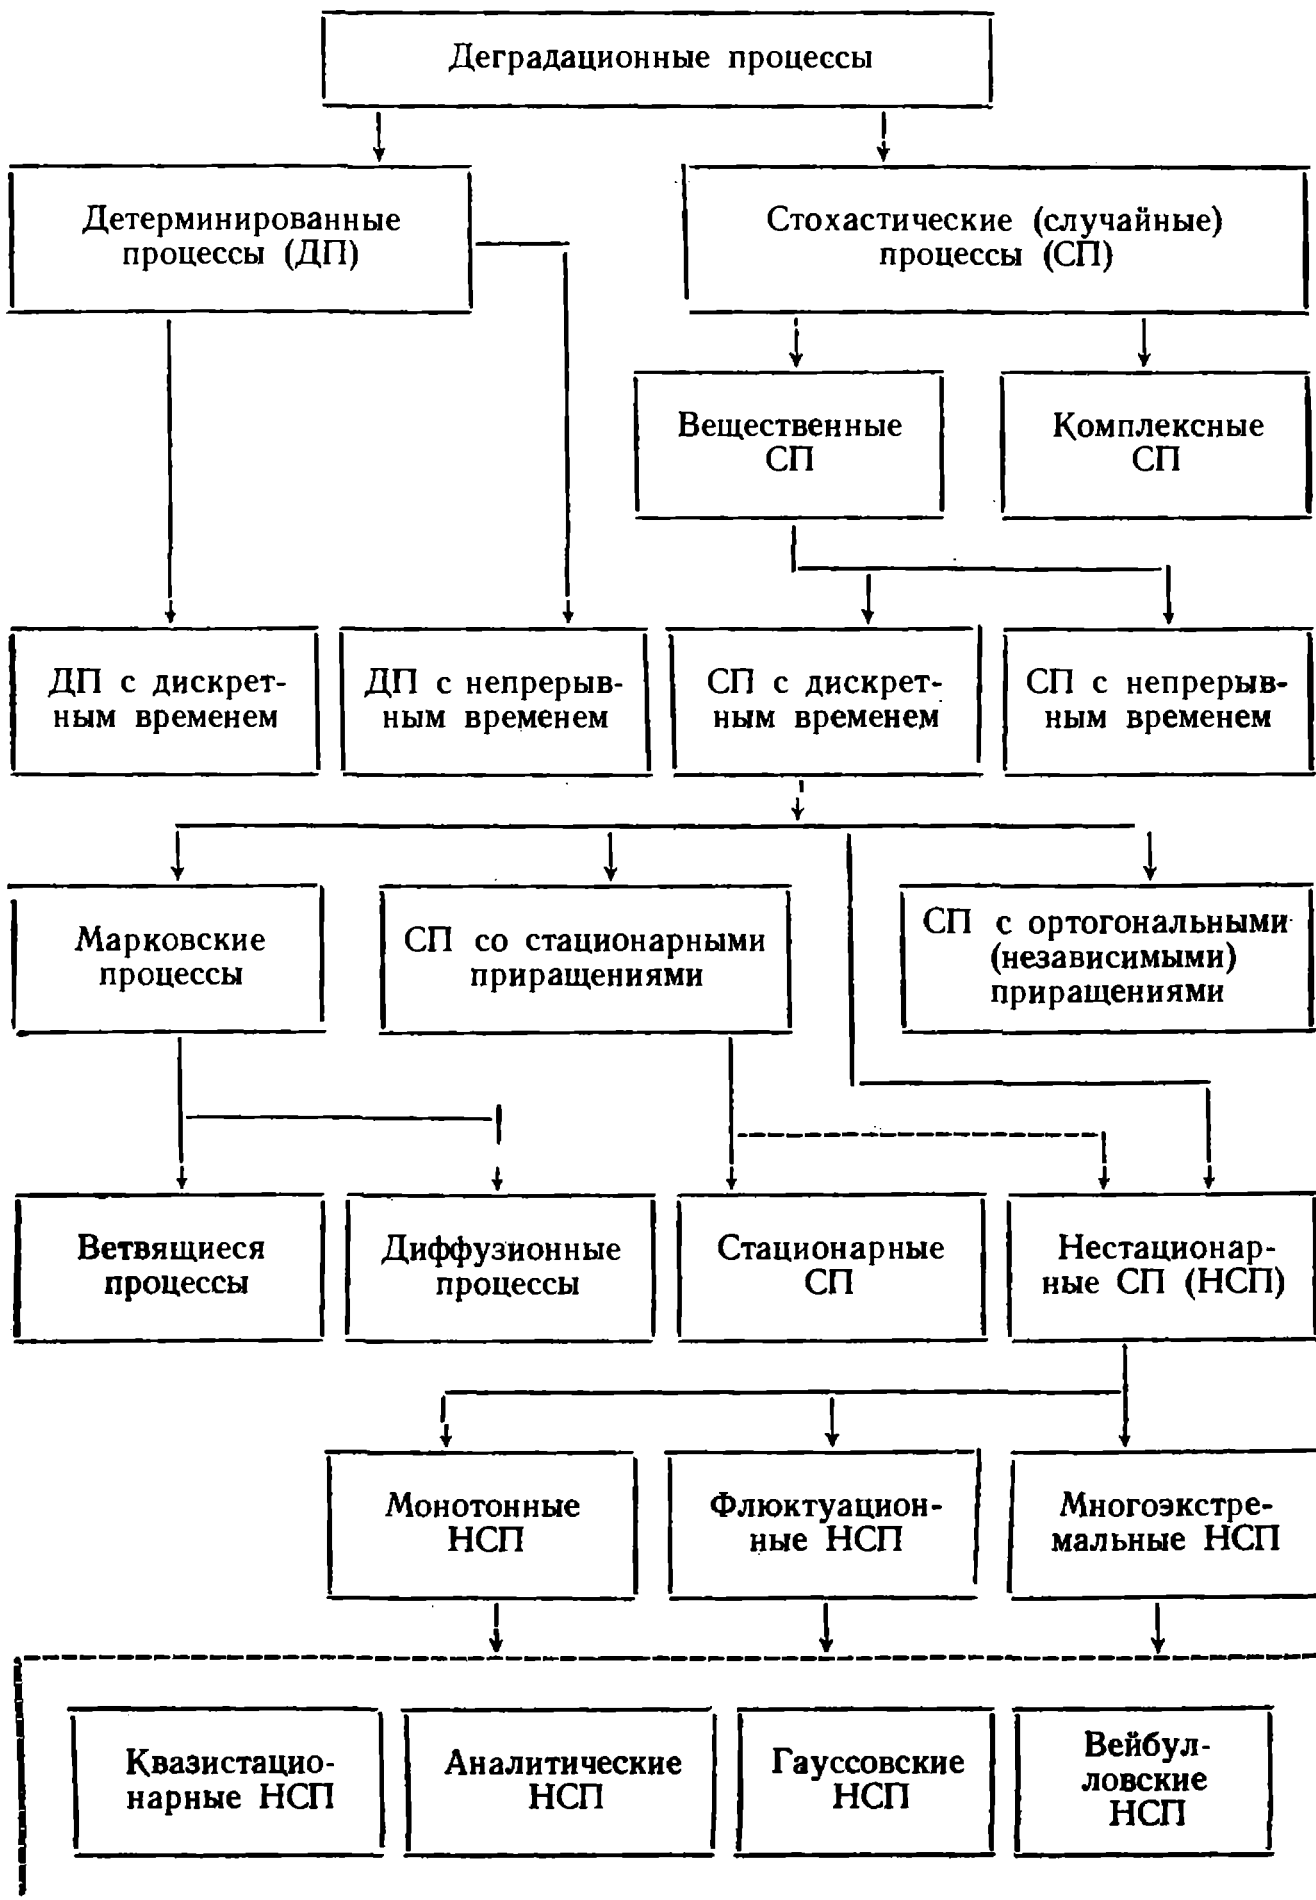 Деградационные процессы
Детерминированные
процессы (ДП)
Стохастические (случайные)
процессы (СП)
Вещественные
СП
Комплексные
СП
ДП с дискрет-
ным временем
ДП с непрерыв-
ным временем
СП с дискрет-
ным временем
СП с непрерыв-
ным временем
Марковские
процессы
СП со стационарными
приращениями
СП с ортогональными
(независимыми)
приращениями
Ветвящиеся
процессы
Диффузионные
процессы
Стационарные
СП
Нестационар-
ные СП (НСП)
Монотонные
НСП
Флюктуацион-
ные НСП
Многоэкстре-
мальные НСП
Квазистацио-
нарные НСП
Аналитические
НСП
Гауссовские
НСП
Вейбул-
ловские
НСП